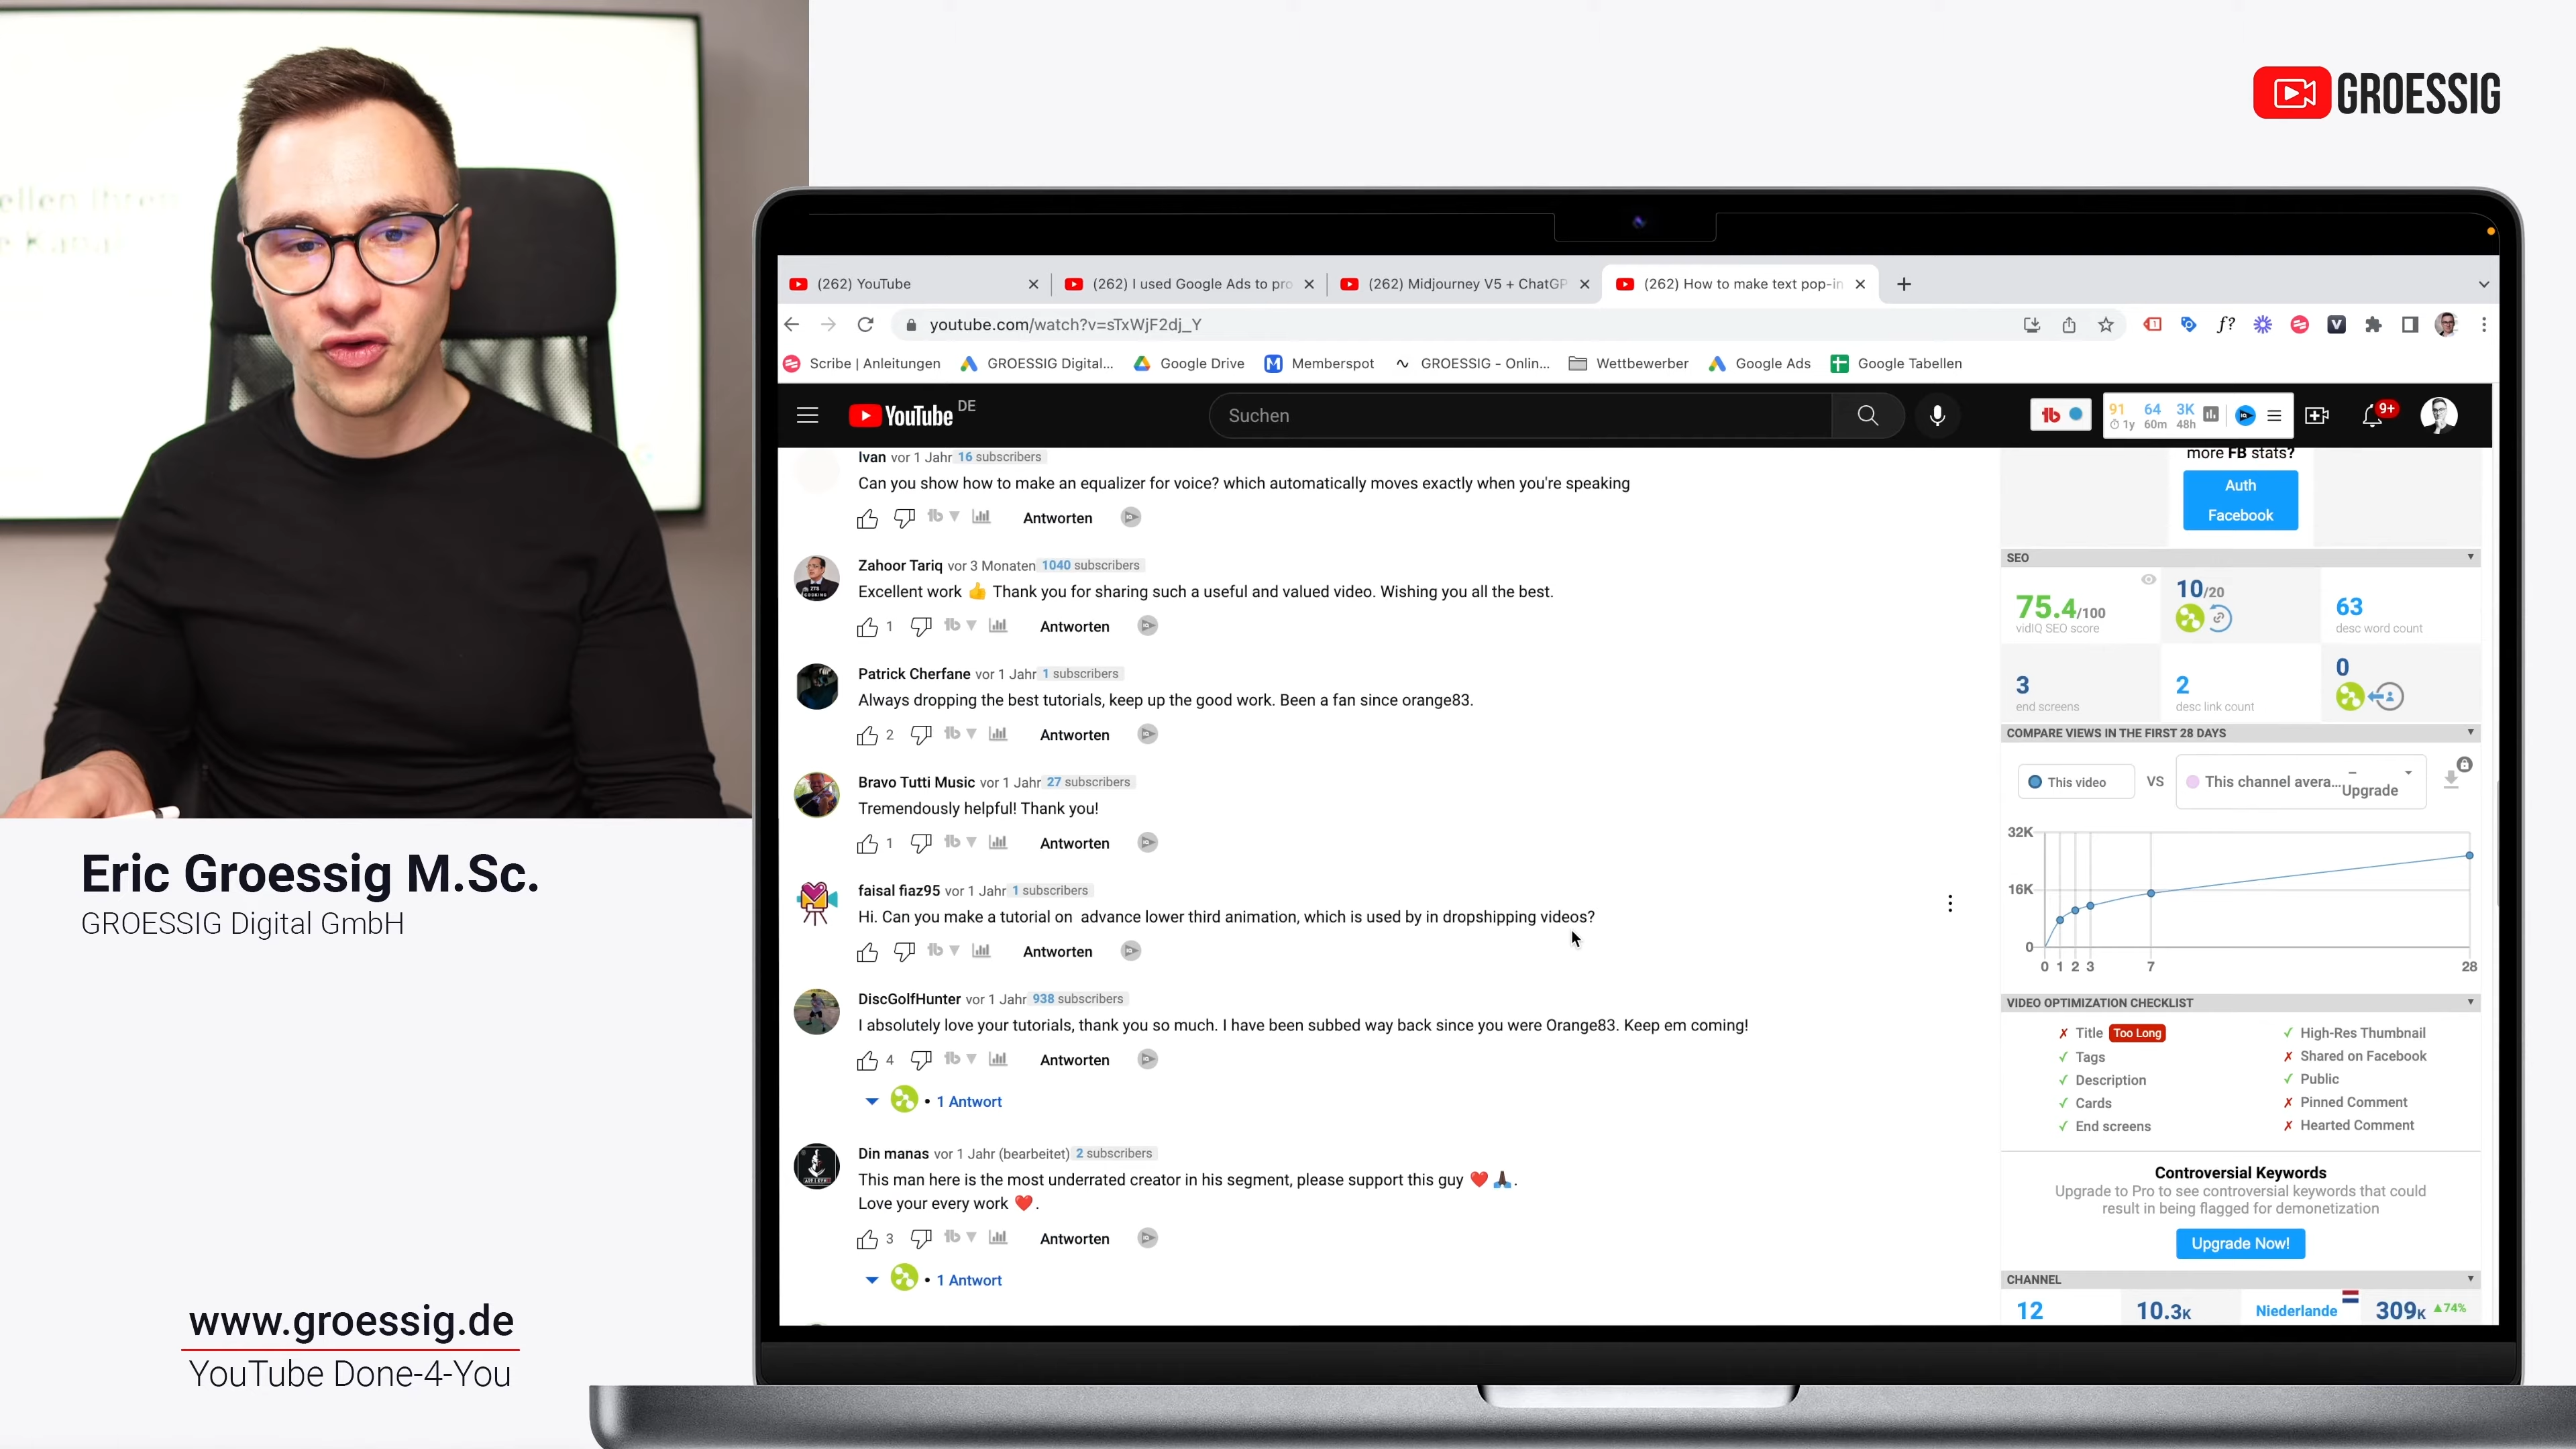 GROESSIG
(262) YouTube
(262) I used Google Ads to pro
(262) Midjourney V5 + ChatGP
(262) How to make text pop-in
youtube.com/watch?v=sTxWjF2dj_Y
Scribe | Anleitungen
GROESSIG Digital...
Google Drive
Memberspot
GROESSIG - Onlin...
Wettbewerber
Google Ads
Google Tabellen
YouTube DE
Suchen
91 64 3K
1y 60m 48h
9+
Ivan vor 1 Jahr 16 subscribers
Can you show how to make an equalizer for voice? which automatically moves exactly when you're speaking
Antworten
Zahoor Tariq vor 3 Monaten 1040 subscribers
Excellent work 👍 Thank you for sharing such a useful and valued video. Wishing you all the best.
1 Antworten
Patrick Cherfane vor 1 Jahr 1 subscribers
Always dropping the best tutorials, keep up the good work. Been a fan since orange83.
2 Antworten
Bravo Tutti Music vor 1 Jahr 27 subscribers
Tremendously helpful! Thank you!
1 Antworten
faisal fiaz95 vor 1 Jahr 1 subscribers
Hi. Can you make a tutorial on advance lower third animation, which is used by in dropshipping videos?
Antworten
DiscGolfHunter vor 1 Jahr 938 subscribers
I absolutely love your tutorials, thank you so much. I have been subbed way back since you were Orange83. Keep em coming!
4 Antworten
• 1 Antwort
Din manas vor 1 Jahr (bearbeitet) 2 subscribers
This man here is the most underrated creator in his segment, please support this guy ❤️🙏🏿.
Love your every work ❤️.
3 Antworten
• 1 Antwort
more FB stats?
Auth
Facebook
SEO
75.4/100
vidIQ SEO score
10/20
63
desc word count
3
end screens
2
desc link count
0
COMPARE VIEWS IN THE FIRST 28 DAYS
This video
VS
This channel avera... – Upgrade
32K
16K
0
0 1 2 3 7 28
VIDEO OPTIMIZATION CHECKLIST
✗ Title Too Long
✓ Tags
✓ Description
✓ Cards
✓ End screens
✓ High-Res Thumbnail
✗ Shared on Facebook
✓ Public
✗ Pinned Comment
✗ Hearted Comment
Controversial Keywords
Upgrade to Pro to see controversial keywords that could
result in being flagged for demonetization
Upgrade Now!
CHANNEL
12 10.3K Niederlande 309K ▲74%
Eric Groessig M.Sc.
GROESSIG Digital GmbH
www.groessig.de
YouTube Done-4-You